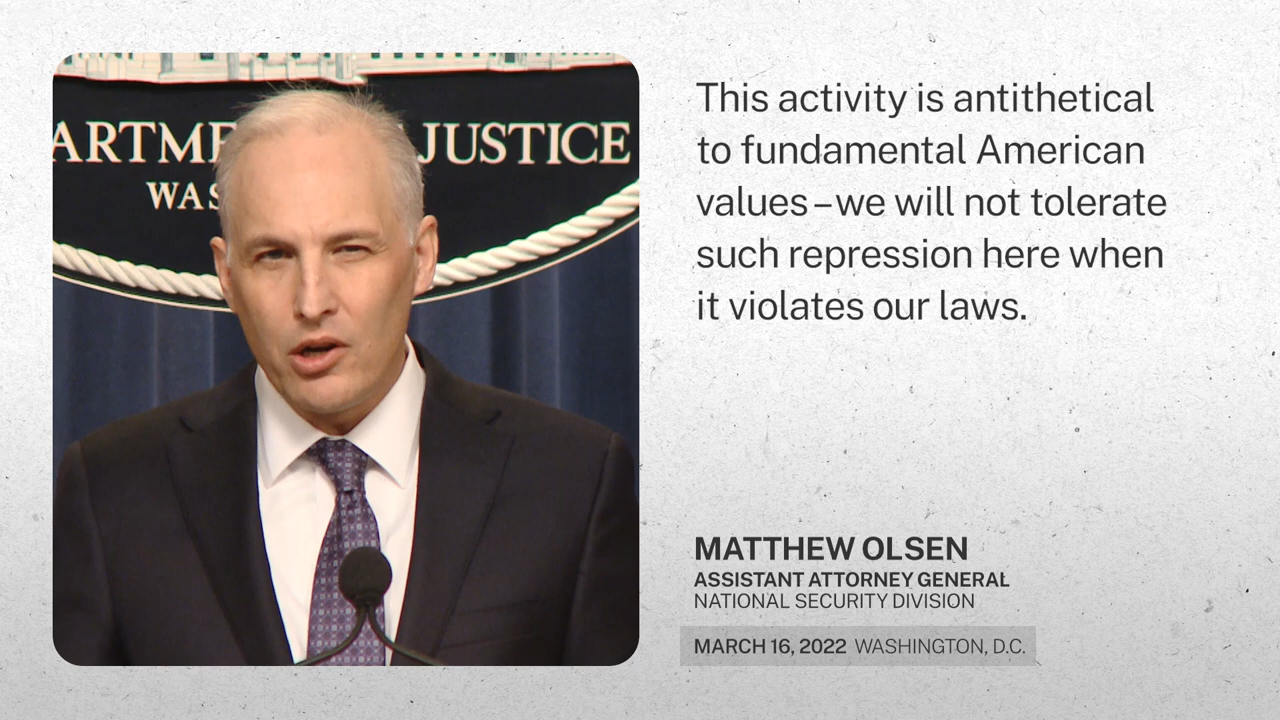 ARTME JUSTICE
WAS
This activity is antithetical
to fundamental American
values – we will not tolerate
such repression here when
it violates our laws.
MATTHEW OLSEN
ASSISTANT ATTORNEY GENERAL
NATIONAL SECURITY DIVISION
MARCH 16, 2022 WASHINGTON, D.C.